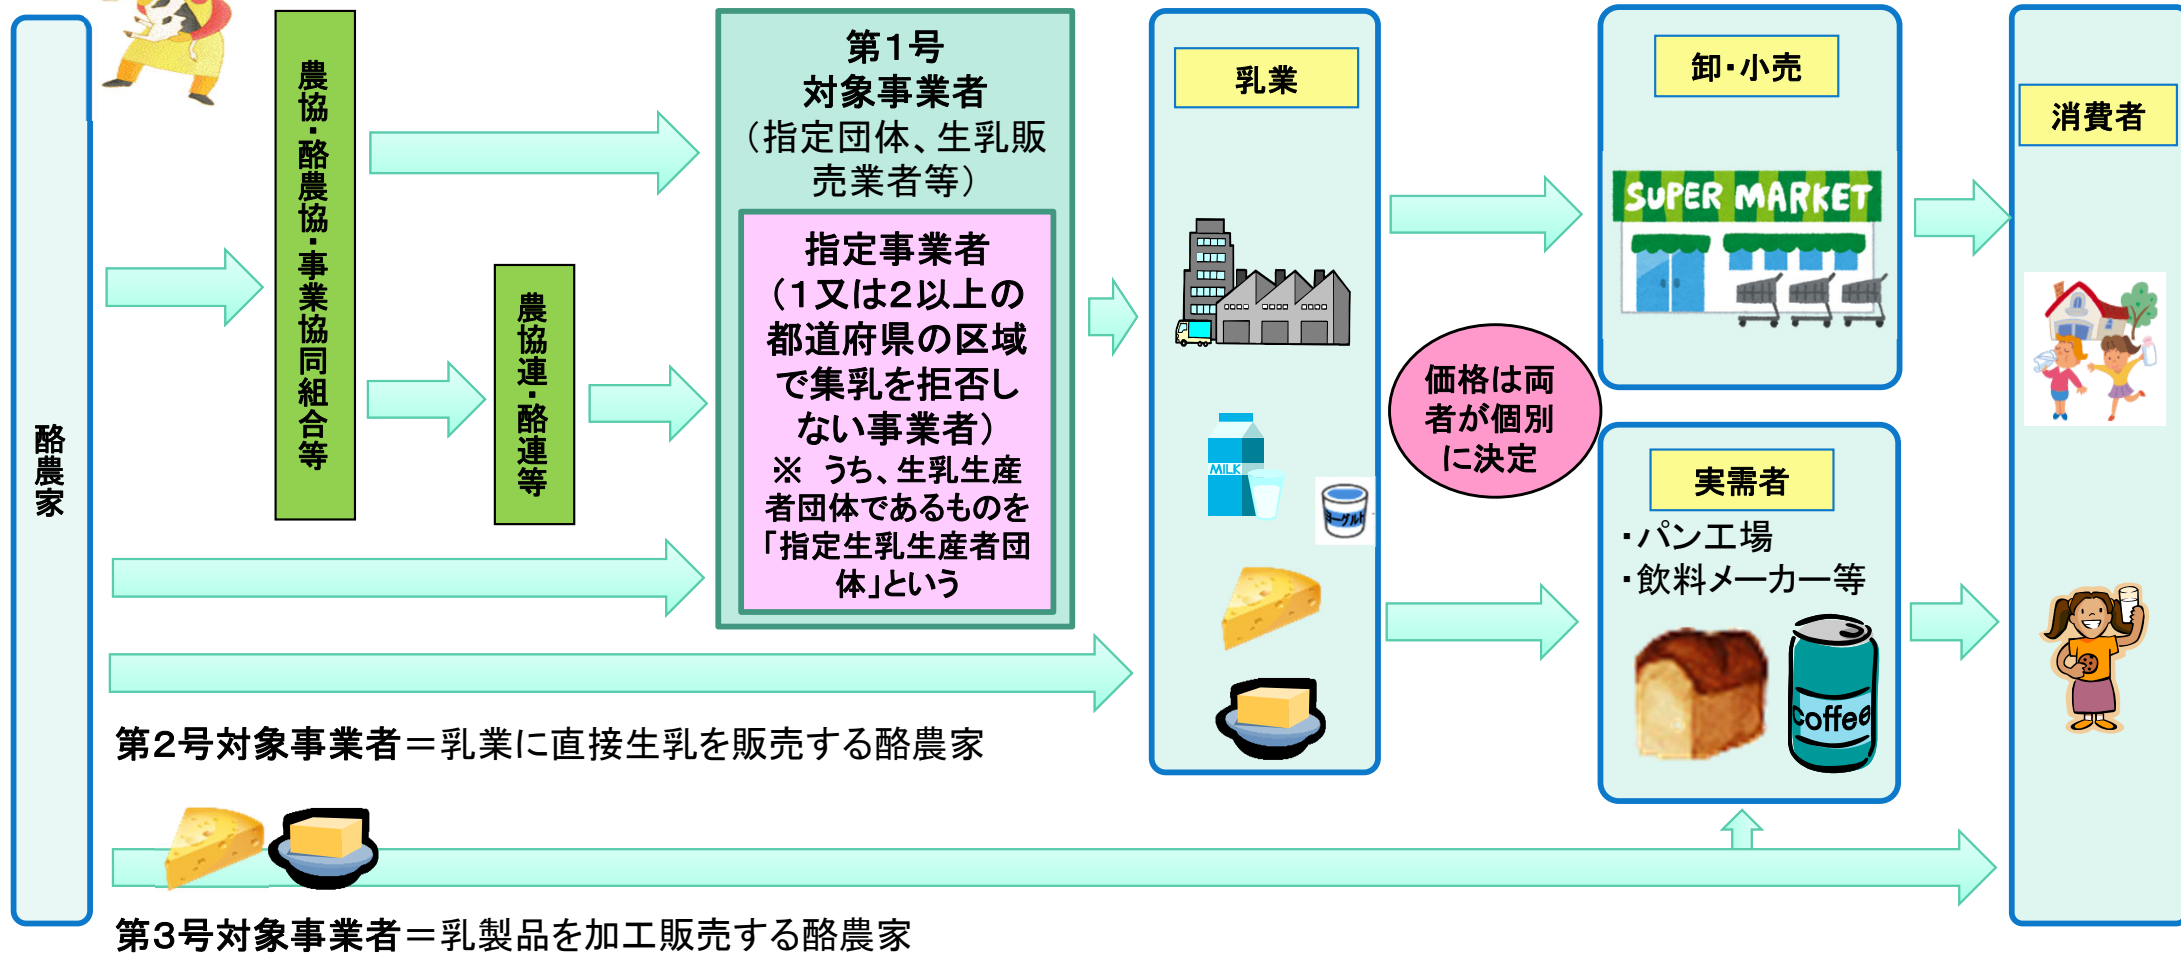 酪農家
農協・酪農協・事業協同組合等
農協連・酪連等
第1号
対象事業者
（指定団体、生乳販
売業者等）
指定事業者
（１又は２以上の
都道府県の区域
で集乳を拒否し
ない事業者）
※　うち、生乳生産
者団体であるものを
「指定生乳生産者団
体」という
乳業
MILK
ヨーグルト
価格は両
者が個別
に決定
卸・小売
SUPER MARKET
実需者
・パン工場
・飲料メーカー等
Coffee
消費者
第2号対象事業者＝乳業に直接生乳を販売する酪農家
第3号対象事業者＝乳製品を加工販売する酪農家